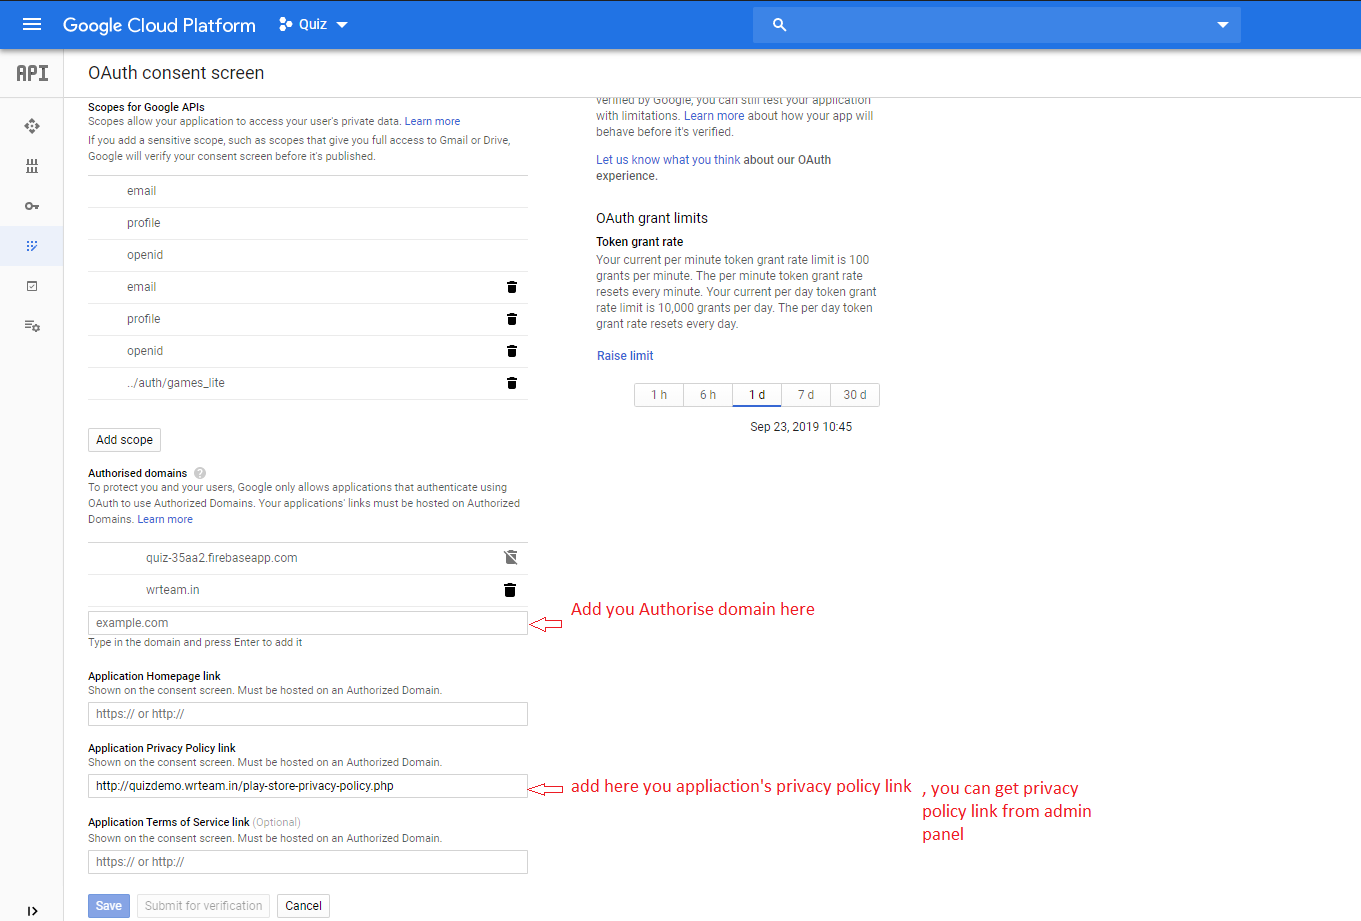 Google Cloud Platform
Quiz
API
OAuth consent screen
Scopes for Google APIs
Scopes allow your application to access your user's private data. Learn more
If you add a sensitive scope, such as scopes that give you full access to Gmail or Drive,
Google will verify your consent screen before it's published.
email
profile
openid
email
profile
openid
../auth/games_lite
Add scope
Authorised domains ?
To protect you and your users, Google only allows applications that authenticate using
OAuth to use Authorized Domains. Your applications' links must be hosted on Authorized
Domains. Learn more
quiz-35aa2.firebaseapp.com
wrteam.in
example.com
Type in the domain and press Enter to add it
Add you Authorise domain here
Application Homepage link
Shown on the consent screen. Must be hosted on an Authorized Domain.
https:// or http://
Application Privacy Policy link
Shown on the consent screen. Must be hosted on an Authorized Domain.
http://quizdemo.wrteam.in/play-store-privacy-policy.php
add here you appliaction's privacy policy link
, you can get privacy
policy link from admin
panel
Application Terms of Service link (Optional)
Shown on the consent screen. Must be hosted on an Authorized Domain.
https:// or http://
Save
Submit for verification
Cancel
verified by Google, you can still test your application
with limitations. Learn more about how your app will
behave before it's verified.
Let us know what you think about our OAuth
experience.
OAuth grant limits
Token grant rate
Your current per minute token grant rate limit is 100
grants per minute. The per minute token grant rate
resets every minute. Your current per day token grant
rate limit is 10,000 grants per day. The per day token
grant rate resets every day.
Raise limit
1 h
6 h
1 d
7 d
30 d
Sep 23, 2019 10:45